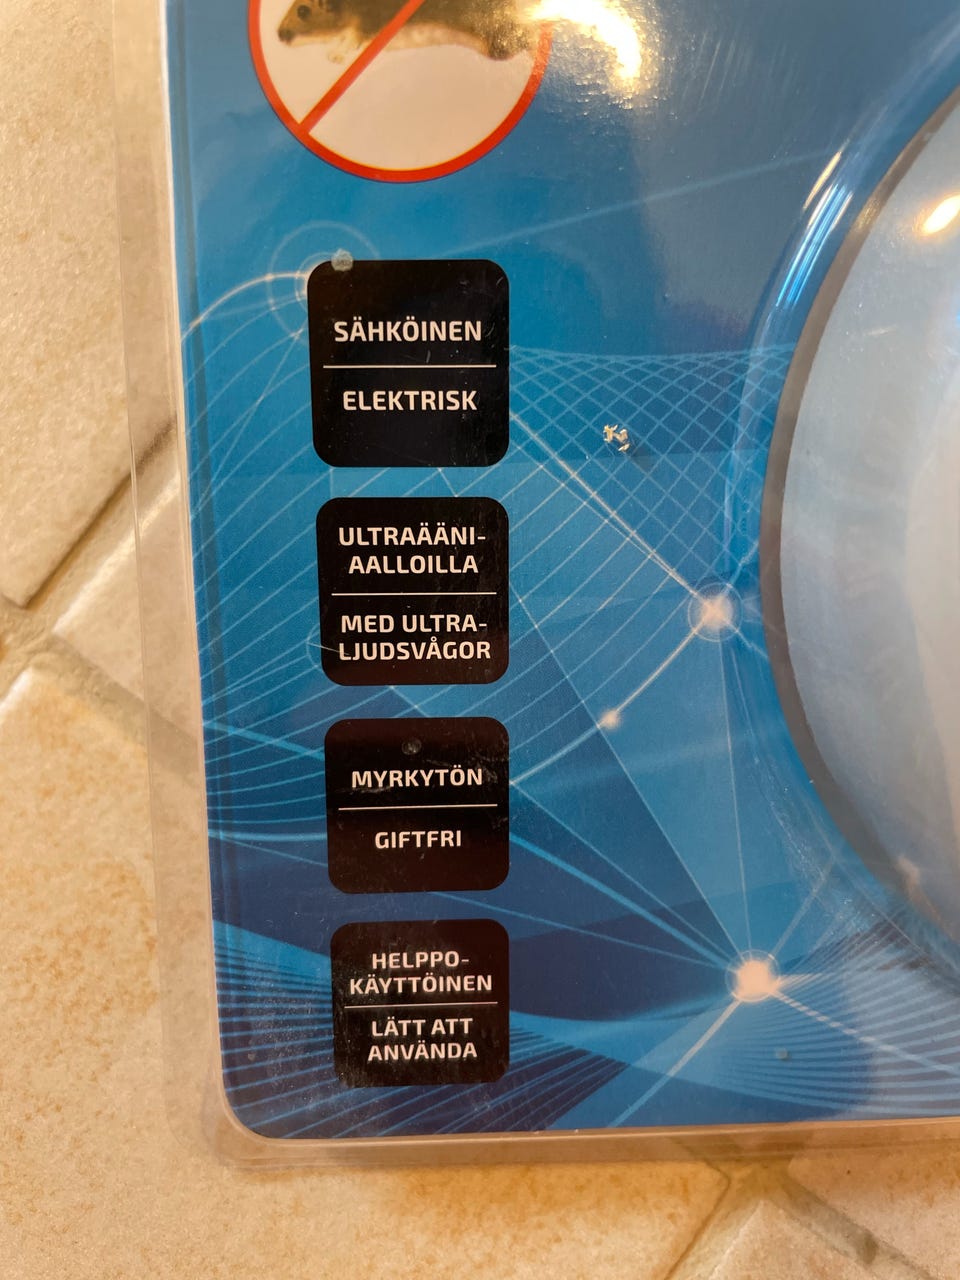 SÄHKÖINEN
ELEKTRISK
ULTRAÄÄNI-
AALLOILLA
MED ULTRA-
LJUDSVÅGOR
MYRKYTÖN
GIFTFRI
HELPPO-
KÄYTTÖINEN
LÄTT ATT
ANVÄNDA